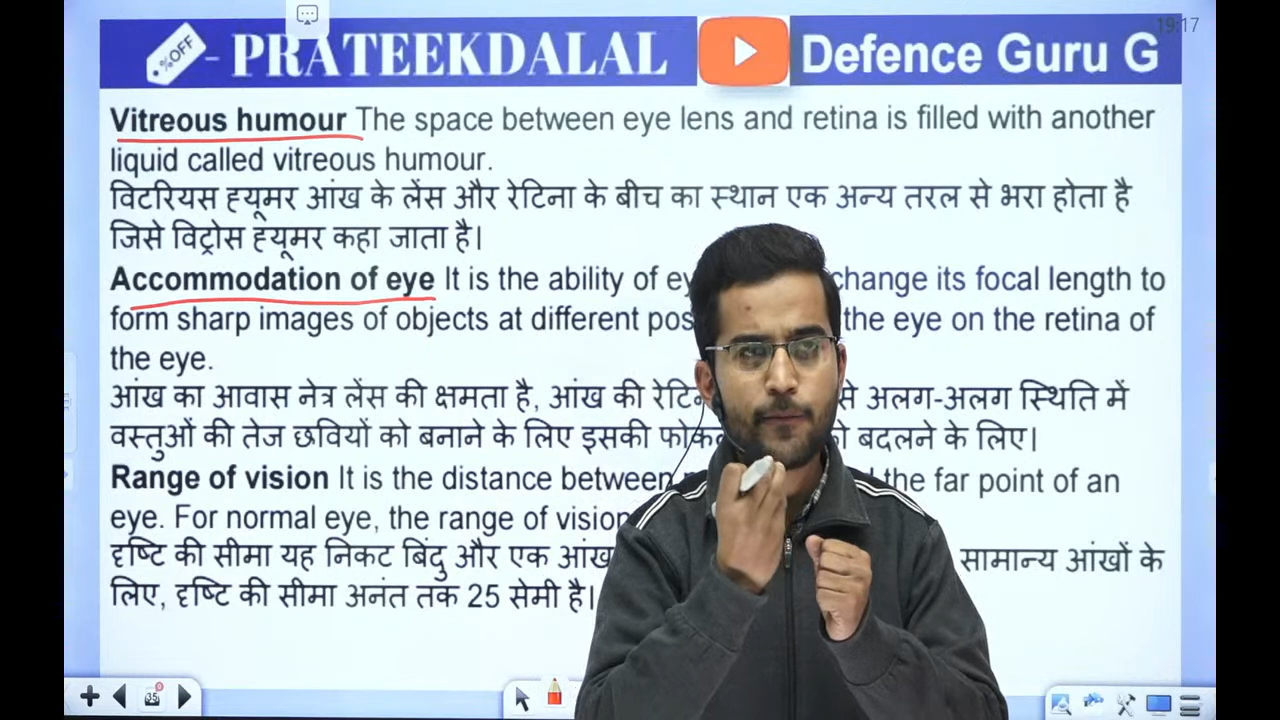 19:17
%OFF - PRATEEKDALAL Defence Guru G
Vitreous humour The space between eye lens and retina is filled with another
liquid called vitreous humour.
विटरियस ह्यूमर आंख के लेंस और रेटिना के बीच का स्थान एक अन्य तरल से भरा होता है
जिसे विट्रोस ह्यूमर कहा जाता है।
Accommodation of eye It is the ability of change its focal length to
form sharp images of objects at different the eye on the retina of
the eye.
आंख का आवास नेत्र लेंस की क्षमता है, आंख की से अलग-अलग स्थिति में
वस्तुओं की तेज छवियों को बनाने के लिए इसकी बदलने के लिए।
Range of vision It is the distance between the far point of an
eye. For normal eye, the range of vision
दृष्टि की सीमा यह निकट बिंदु और एक आंख सामान्य आंखों के
लिए, दृष्टि की सीमा अनंत तक 25 सेमी है।
35